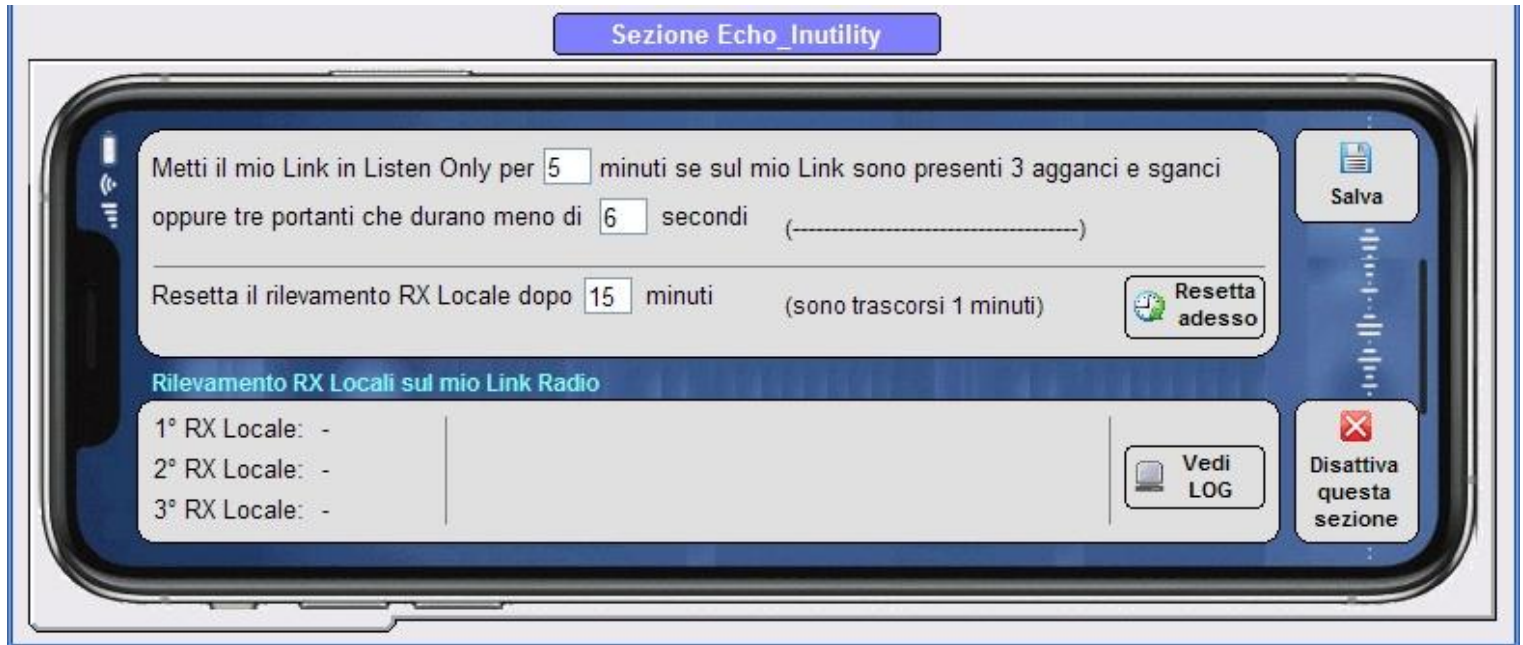 Sezione Echo_Inutility
Metti il mio Link in Listen Only per 5 minuti se sul mio Link sono presenti 3 agganci e sganci
oppure tre portanti che durano meno di 6 secondi (-------------------------------------)
Salva
Resetta il rilevamento RX Locale dopo 15 minuti (sono trascorsi 1 minuti)
Resetta
adesso
Rilevamento RX Locali sul mio Link Radio
1° RX Locale: -
2° RX Locale: -
3° RX Locale: -
Vedi
LOG
Disattiva
questa
sezione